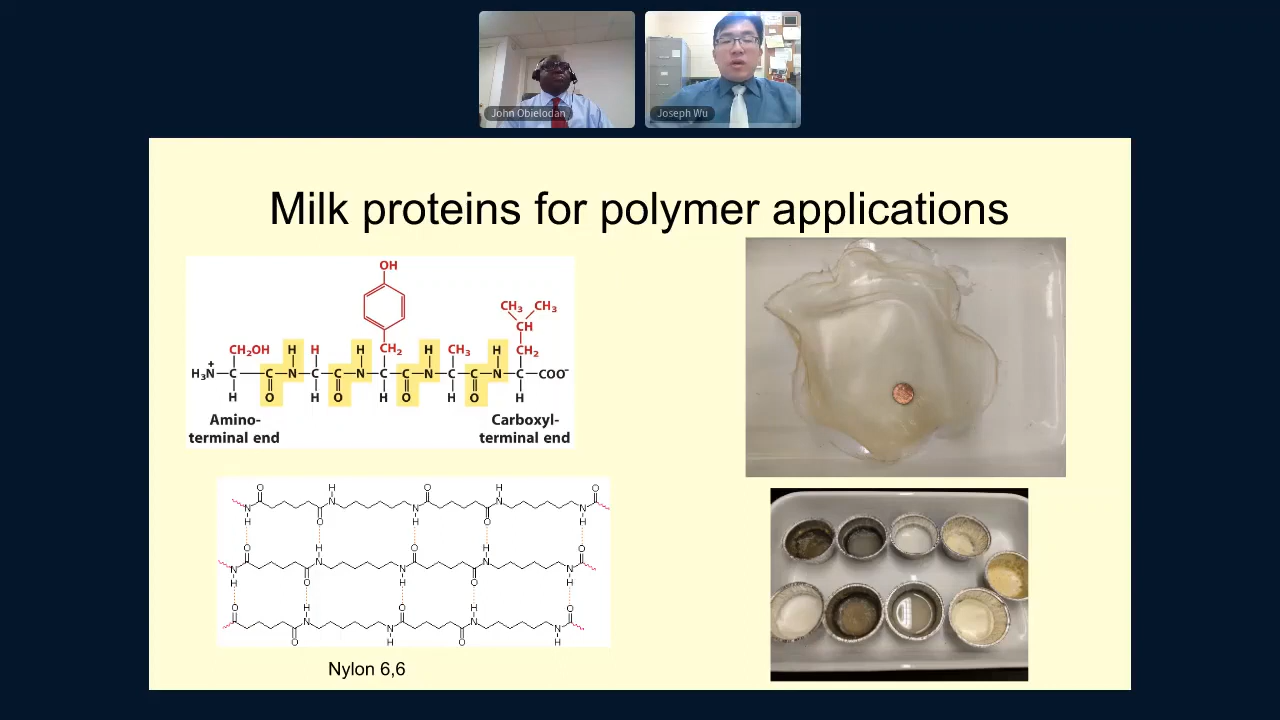 John Obielodan
Joseph Wu
Milk proteins for polymer applications
OH
CH3 CH3
CH
CH2OH H H H CH2 H CH3 H CH2
H3N+ C C N C C N C C N C C N C COO−
H O H O H O H O H
Amino-
terminal end
Carboxyl-
terminal end
O H O H O
N N N N
H O H O H
O H O H O
N N N N
H O H O H
O H O H O
N N N
O H O H
Nylon 6,6